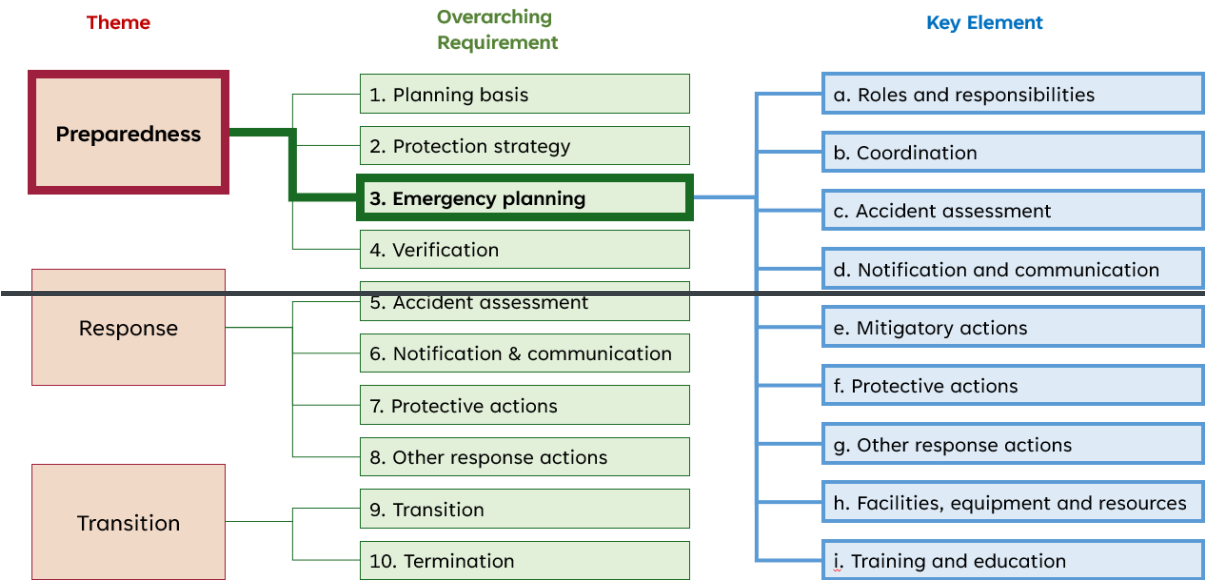 Theme
Overarching
Requirement
Key Element
Preparedness
1. Planning basis
2. Protection strategy
3. Emergency planning
4. Verification
Response
5. Accident assessment
6. Notification & communication
7. Protective actions
8. Other response actions
Transition
9. Transition
10. Termination
a. Roles and responsibilities
b. Coordination
c. Accident assessment
d. Notification and communication
e. Mitigatory actions
f. Protective actions
g. Other response actions
h. Facilities, equipment and resources
i. Training and education